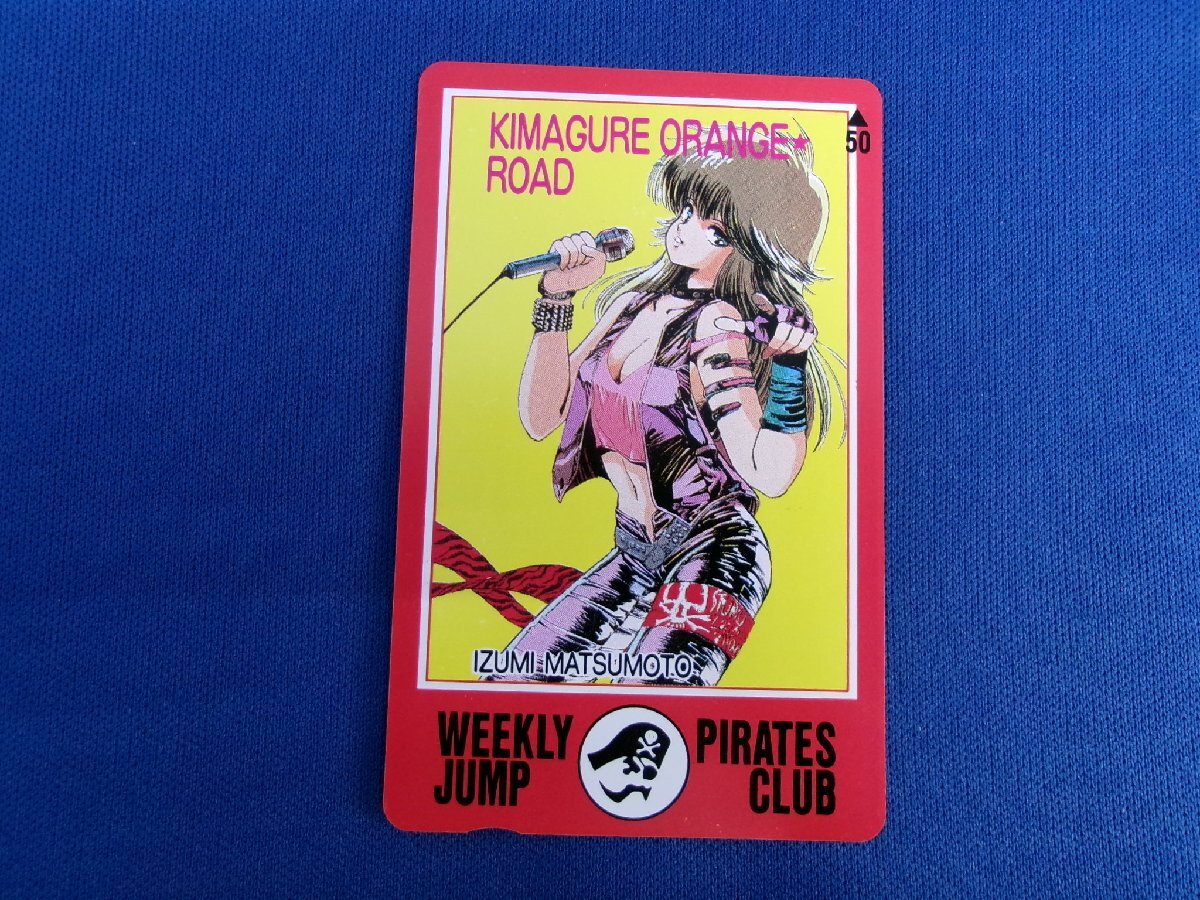 KIMAGURE ORANGE★
ROAD
▲
50
IZUMI MATSUMOTO
WEEKLY
JUMP
PIRATES
CLUB